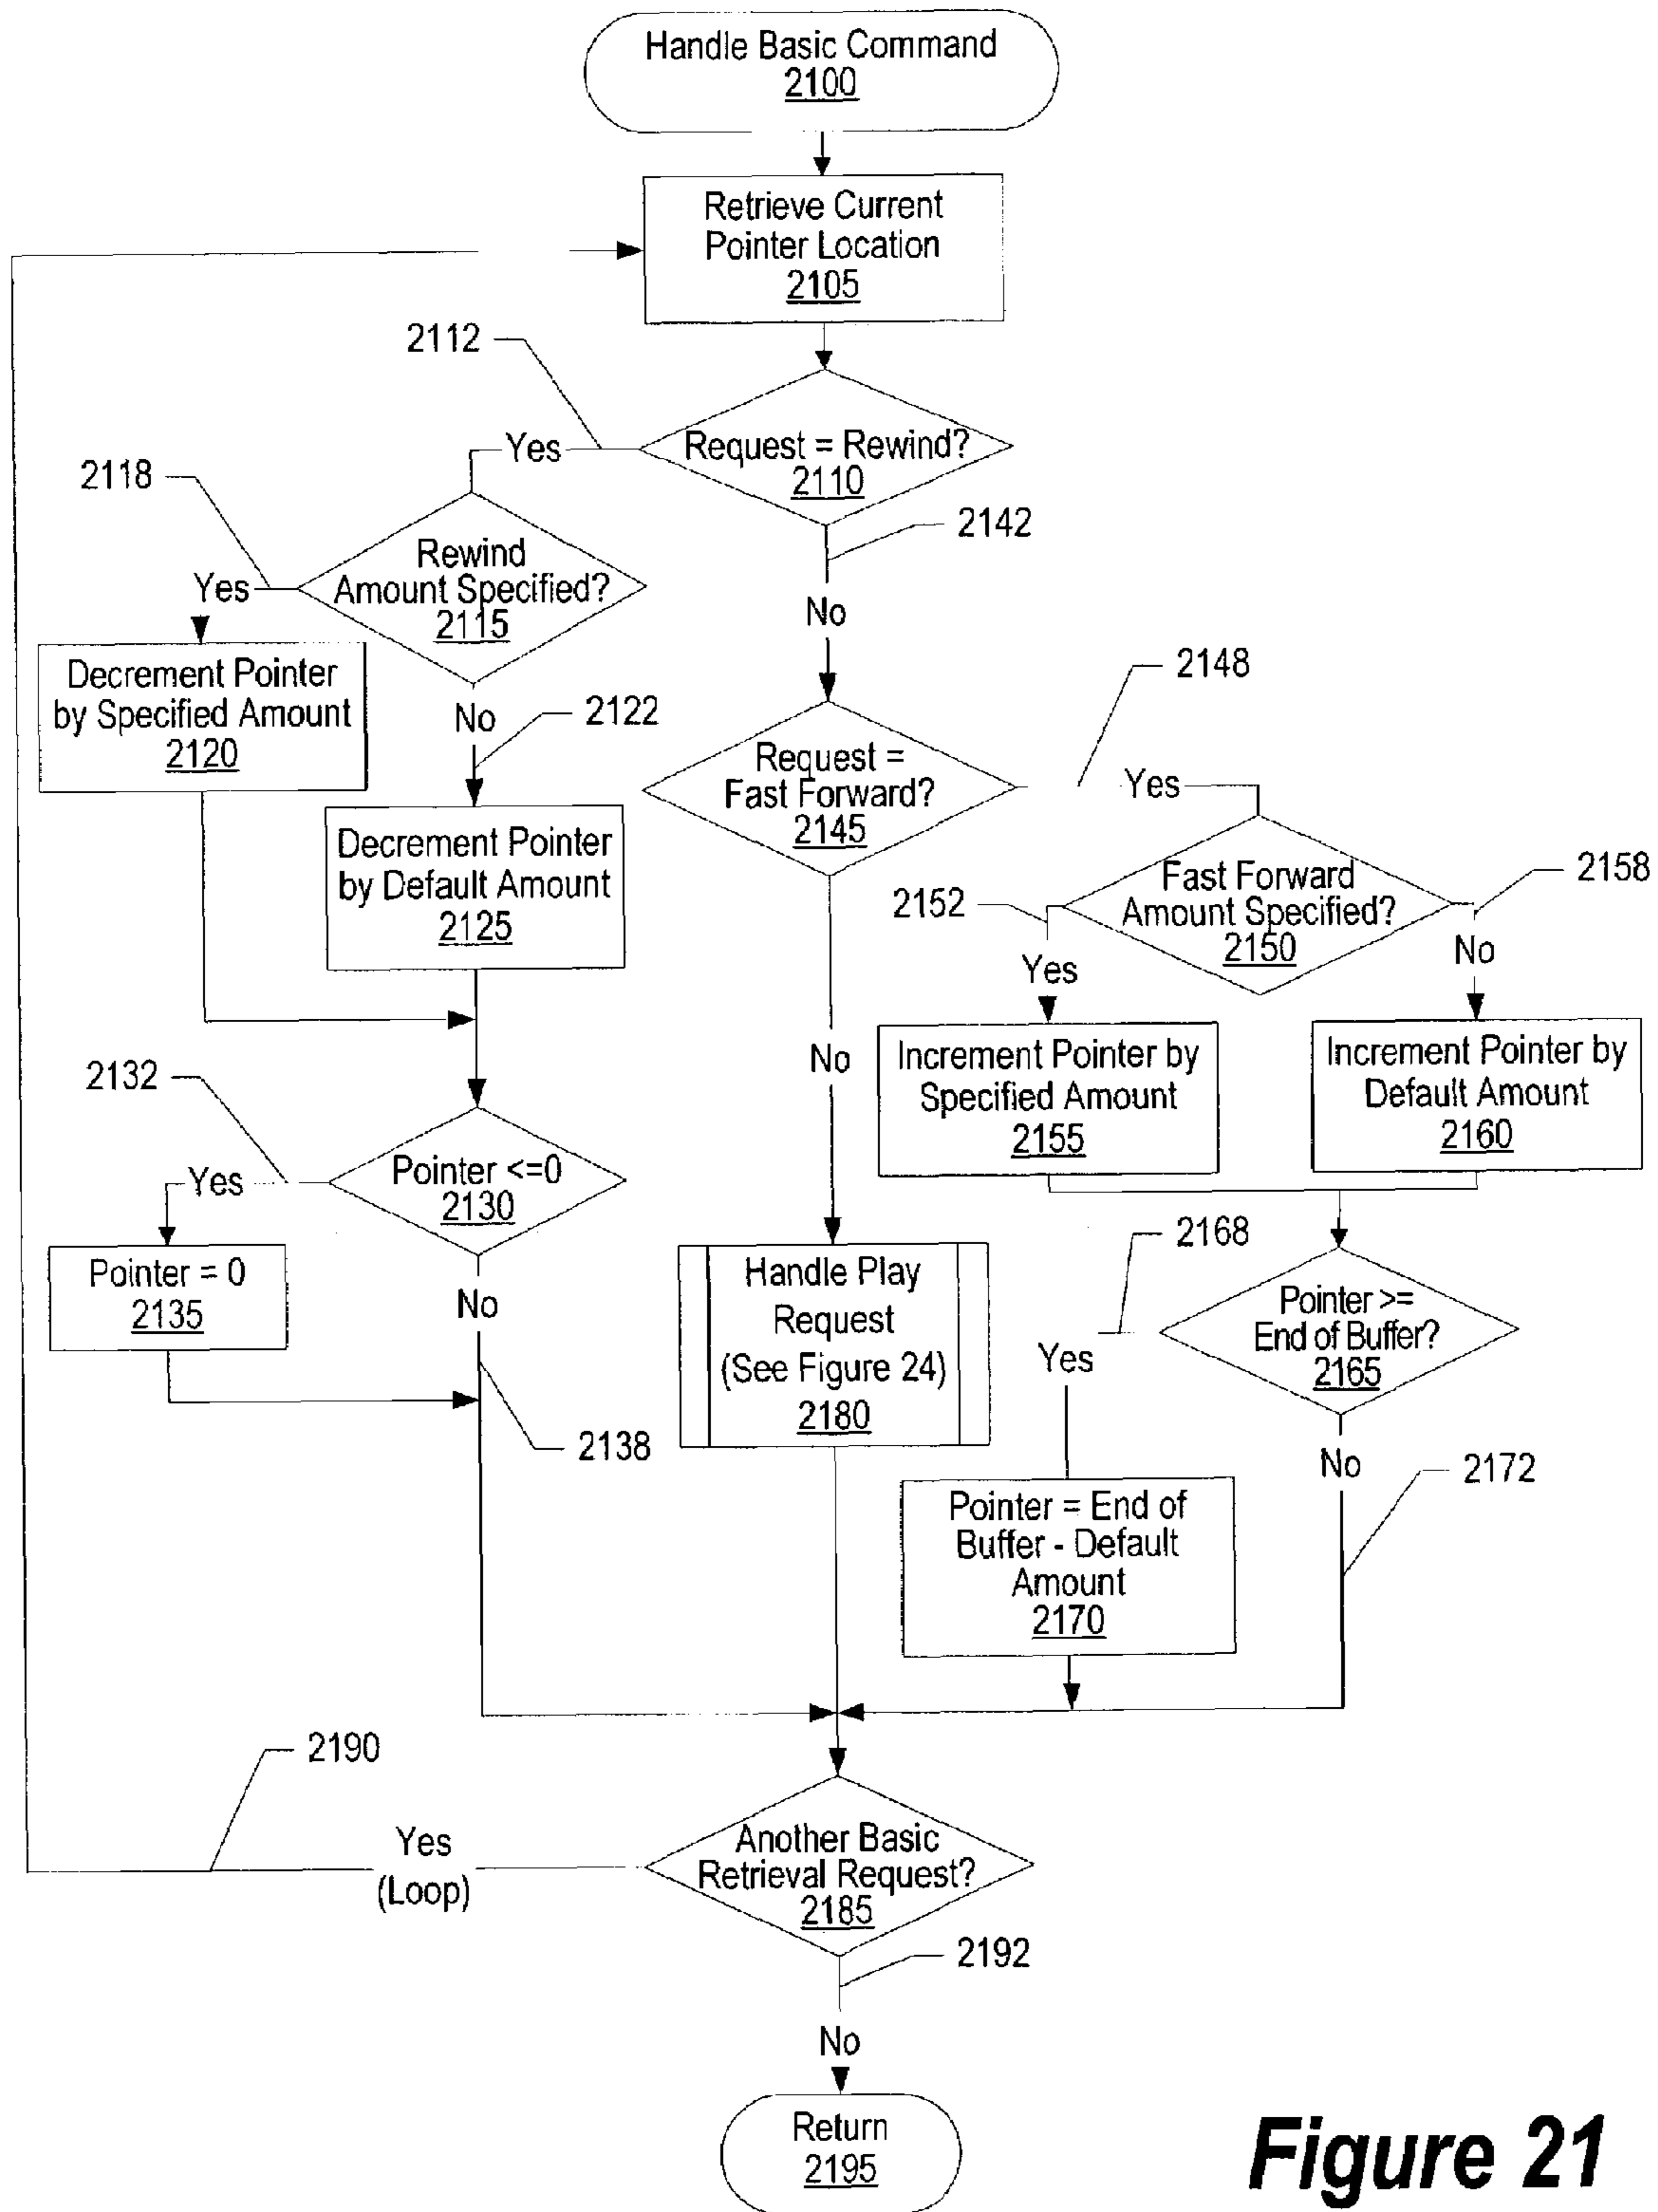 Handle Basic Command
2100
Retrieve Current
Pointer Location
2105
2112
Yes
Request = Rewind?
2110
2142
No
2118
Yes
Rewind
Amount Specified?
2115
Decrement Pointer
by Specified Amount
2120
No
2122
Decrement Pointer
by Default Amount
2125
2148
Request =
Fast Forward?
2145
Yes
Fast Forward
Amount Specified?
2150
2152
Yes
2158
No
No
Increment Pointer by
Specified Amount
2155
Increment Pointer by
Default Amount
2160
2132
Yes
Pointer <=0
2130
Pointer = 0
2135
No
2138
Handle Play
Request
(See Figure 24)
2180
2168
Yes
Pointer >=
End of Buffer?
2165
No
2172
Pointer = End of
Buffer - Default
Amount
2170
2190
Yes
(Loop)
Another Basic
Retrieval Request?
2185
2192
No
Return
2195
Figure 21